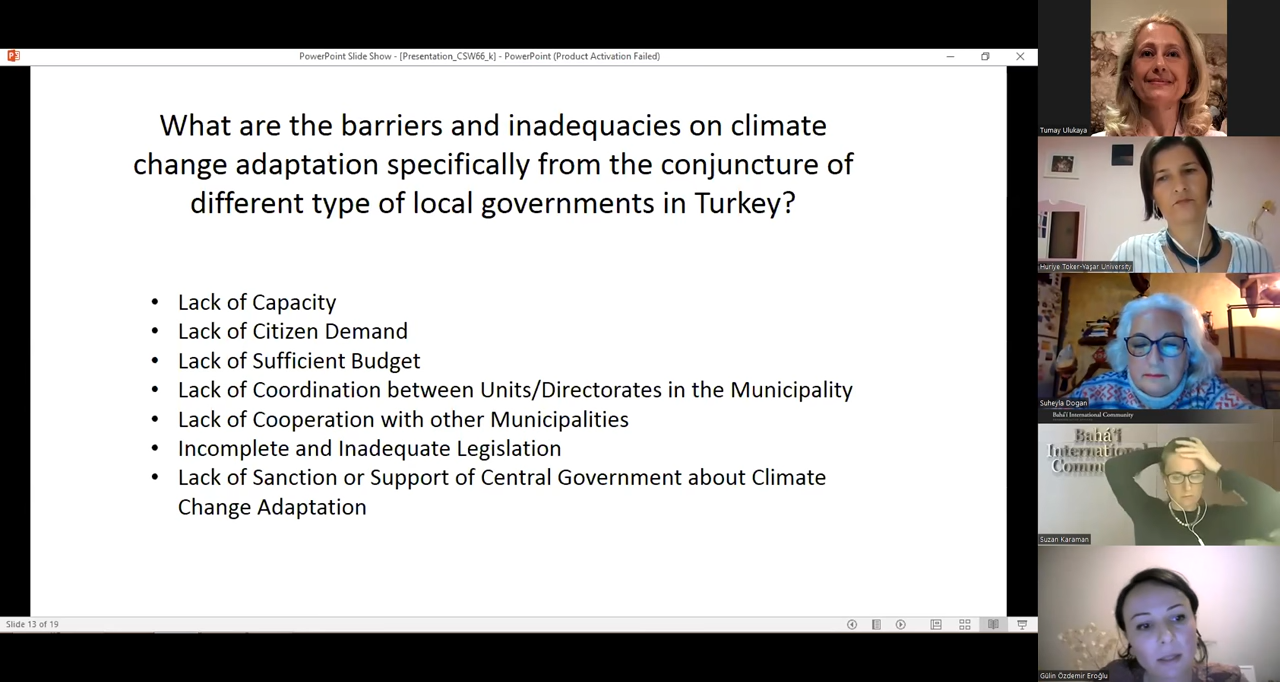 PowerPoint Slide Show - [Presentation_CSW66_k] - PowerPoint (Product Activation Failed)
What are the barriers and inadequacies on climate
change adaptation specifically from the conjuncture of
different type of local governments in Turkey?
• Lack of Capacity
• Lack of Citizen Demand
• Lack of Sufficient Budget
• Lack of Coordination between Units/Directorates in the Municipality
• Lack of Cooperation with other Municipalities
• Incomplete and Inadequate Legislation
• Lack of Sanction or Support of Central Government about Climate
Change Adaptation
Slide 13 of 19
Tumay Ulukaya
Huriye Toker-Yaşar University
Suheyla Dogan
Bahá'í International Community
Bahá'í
International
Comm
Suzan Karaman
Gülin Özdemir Eroğlu